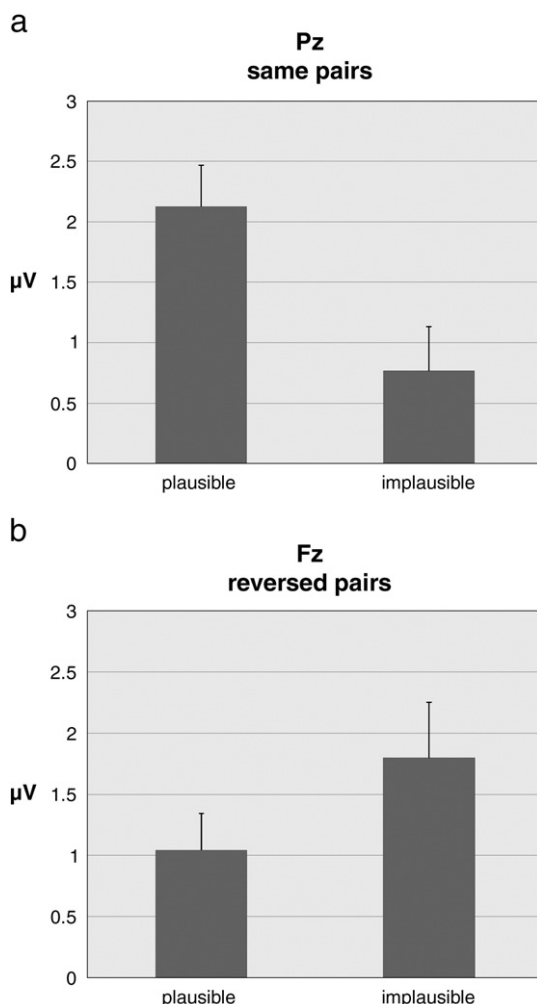 a
Pz
same pairs
3
2.5
2
µV
1.5
1
0.5
0
plausible implausible
b
Fz
reversed pairs
3
2.5
2
µV
1.5
1
0.5
0
plausible implausible